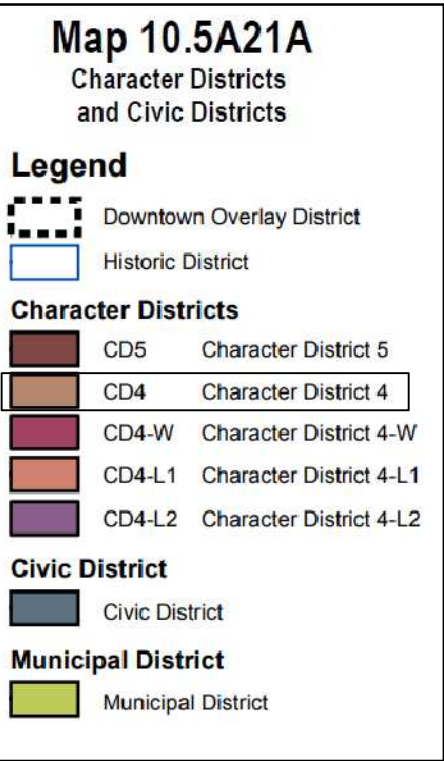 Map 10.5A21A
Character Districts
and Civic Districts
Legend
Downtown Overlay District
Historic District
Character Districts
CD5 Character District 5
CD4 Character District 4
CD4-W Character District 4-W
CD4-L1 Character District 4-L1
CD4-L2 Character District 4-L2
Civic District
Civic District
Municipal District
Municipal District